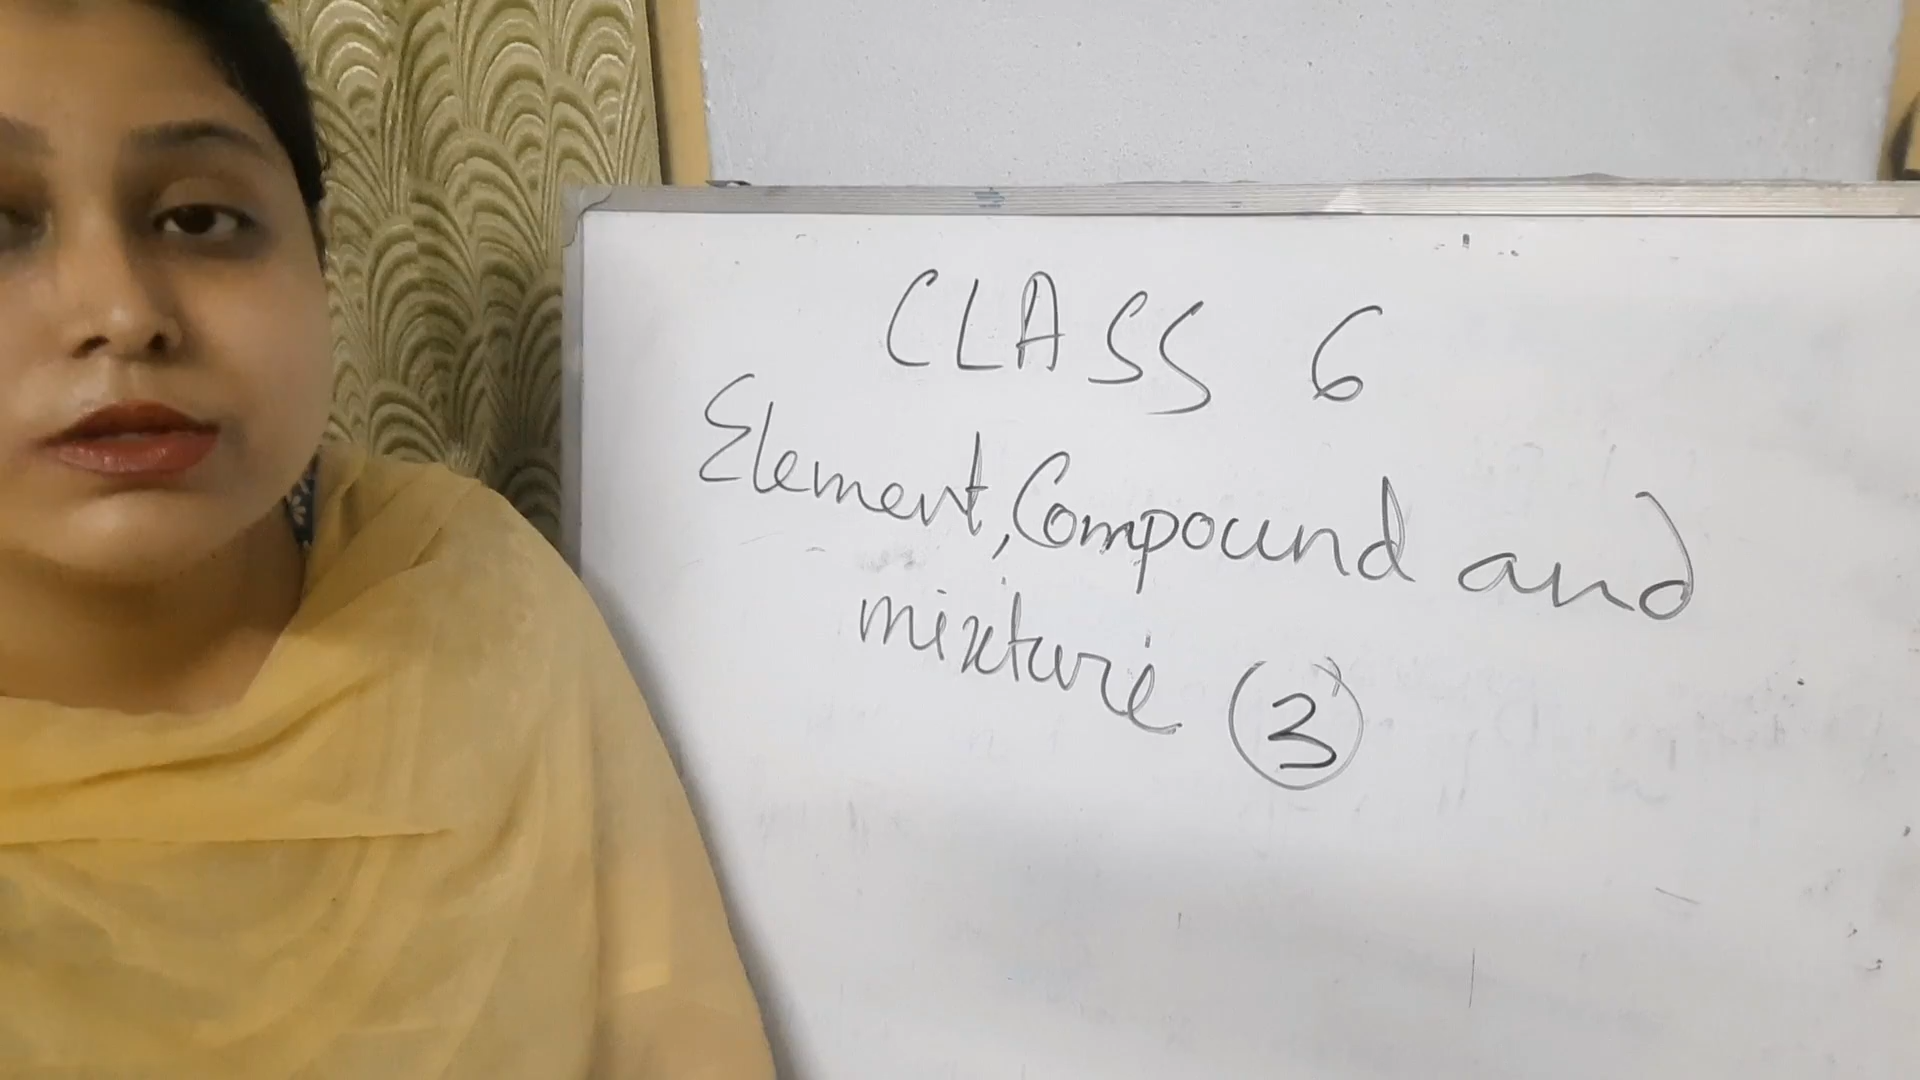 CLASS 6
Element, Compound and
mixture (3)